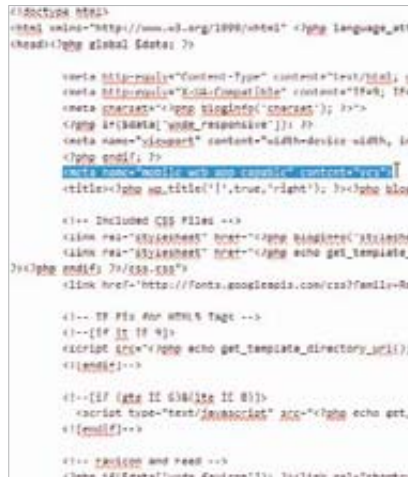 <!doctype html>
<html xmlns="http://www.w3.org/1999/xhtml" <?php language_att
<head><?php global $data; ?>
<meta http-equiv="Content-Type" content="text/html;
<meta http-equiv="X-UA-Compatible" content="IE=9; IE
<meta charset="<?php bloginfo('charset'); ?>">
<?php if($data['wode_responsive']): ?>
<meta name="viewport" content="width=device-width, in
<?php endif; ?>
<meta name="mobile-web-app-capable" content="yes">
<title><?php wp_title('|',true,'right'); ?><?php blog
<!-- Included CSS Files -->
<link rel="stylesheet" href="<?php bloginfo('styleshe
<link rel="stylesheet" href="<?php echo get_template_
?><?php endif; ?>/css.css">
<link href='http://fonts.googleapis.com/css?family=Ro
<!-- IE Fix for HTML5 Tags -->
<!--[if lt IE 9]>
<script src="<?php echo get_template_directory_uri();
<![endif]-->
<!--[if (gte IE 6)&(lte IE 8)]>
<script type="text/javascript" src="<?php echo get_
<![endif]-->
<!-- Favicon and Feed -->